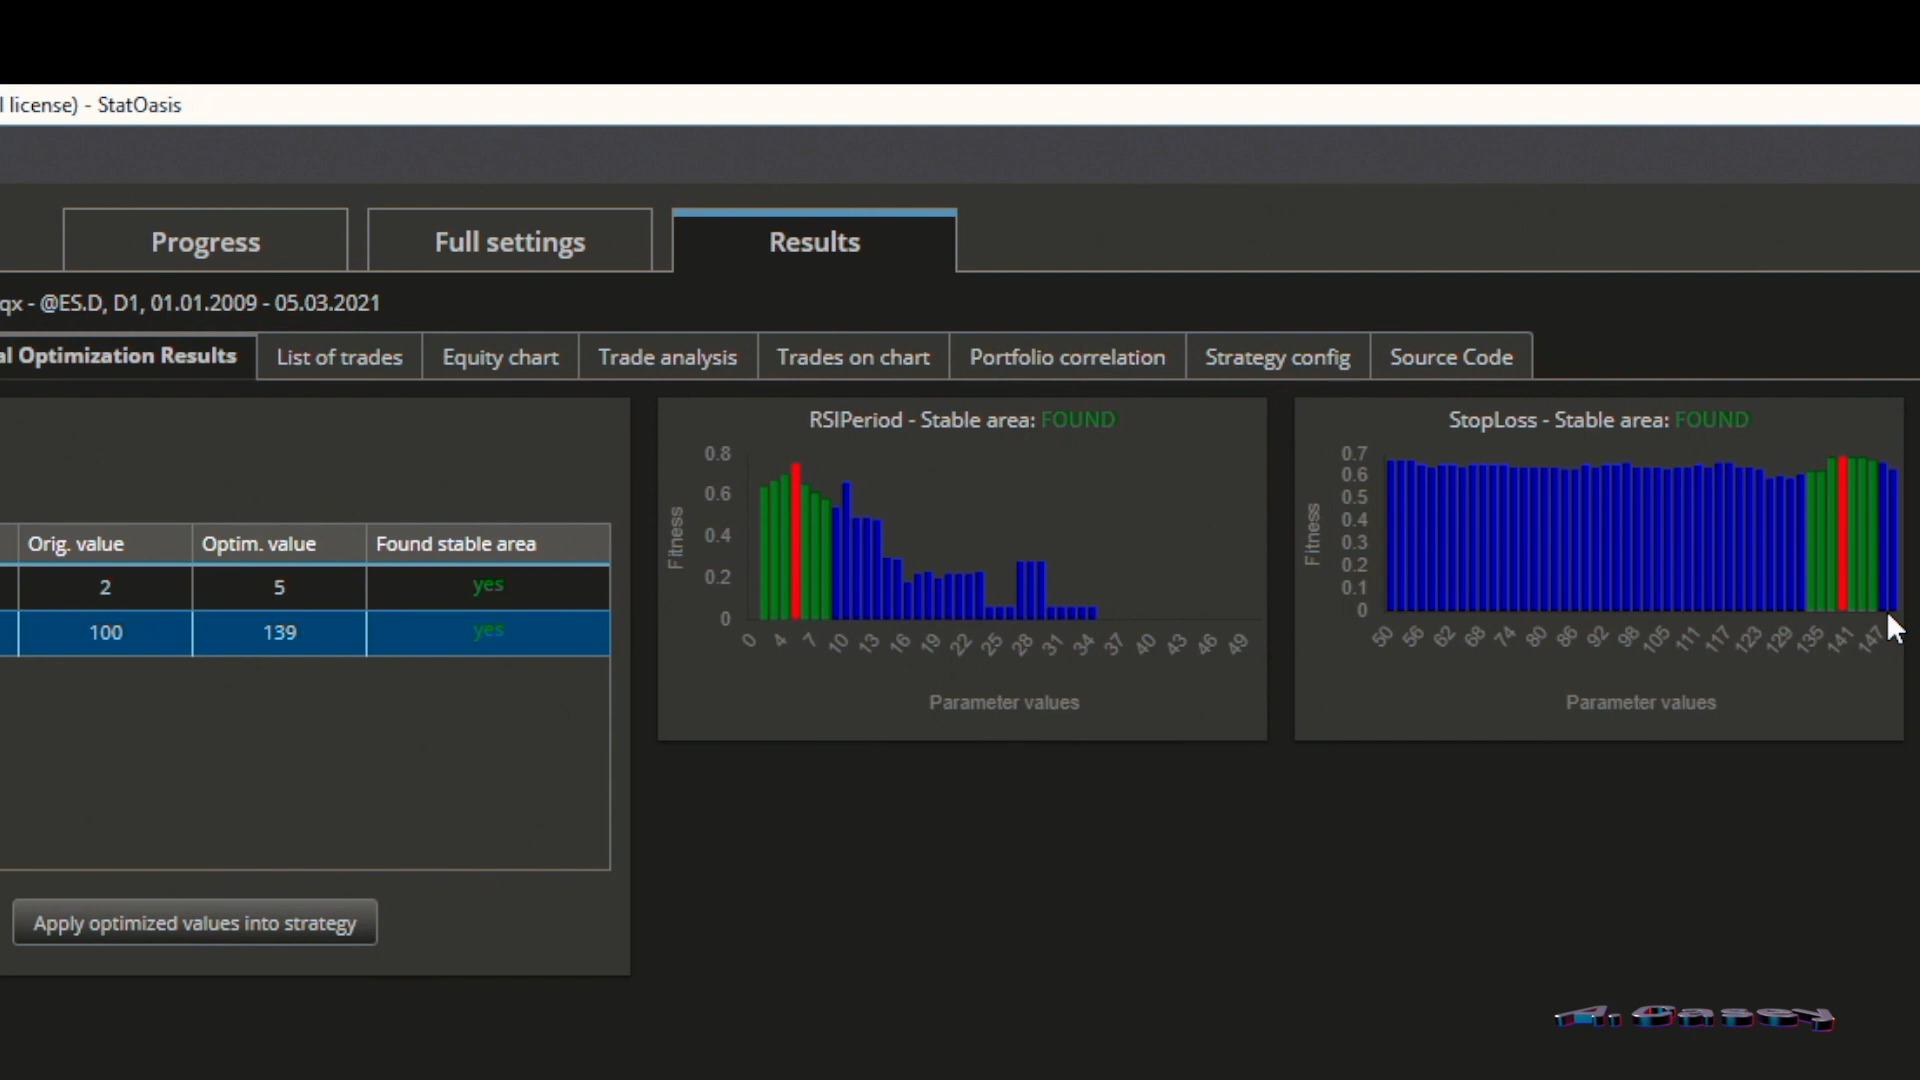 l license) - StatOasis
Progress
Full settings
Results
qx - @ES.D, D1, 01.01.2009 - 05.03.2021
al Optimization Results
List of trades
Equity chart
Trade analysis
Trades on chart
Portfolio correlation
Strategy config
Source Code
Orig. value
Optim. value
Found stable area
2
5
yes
100
139
yes
Apply optimized values into strategy
RSIPeriod - Stable area: FOUND
Fitness
0.8
0.6
0.4
0.2
0
0 4 7 10 13 16 19 22 25 28 31 34 37 40 43 46 49
Parameter values
StopLoss - Stable area: FOUND
Fitness
0.7
0.6
0.5
0.4
0.3
0.2
0.1
0
50 56 62 68 74 80 86 92 98 105 111 117 123 129 135 141 147
Parameter values
A. Casey